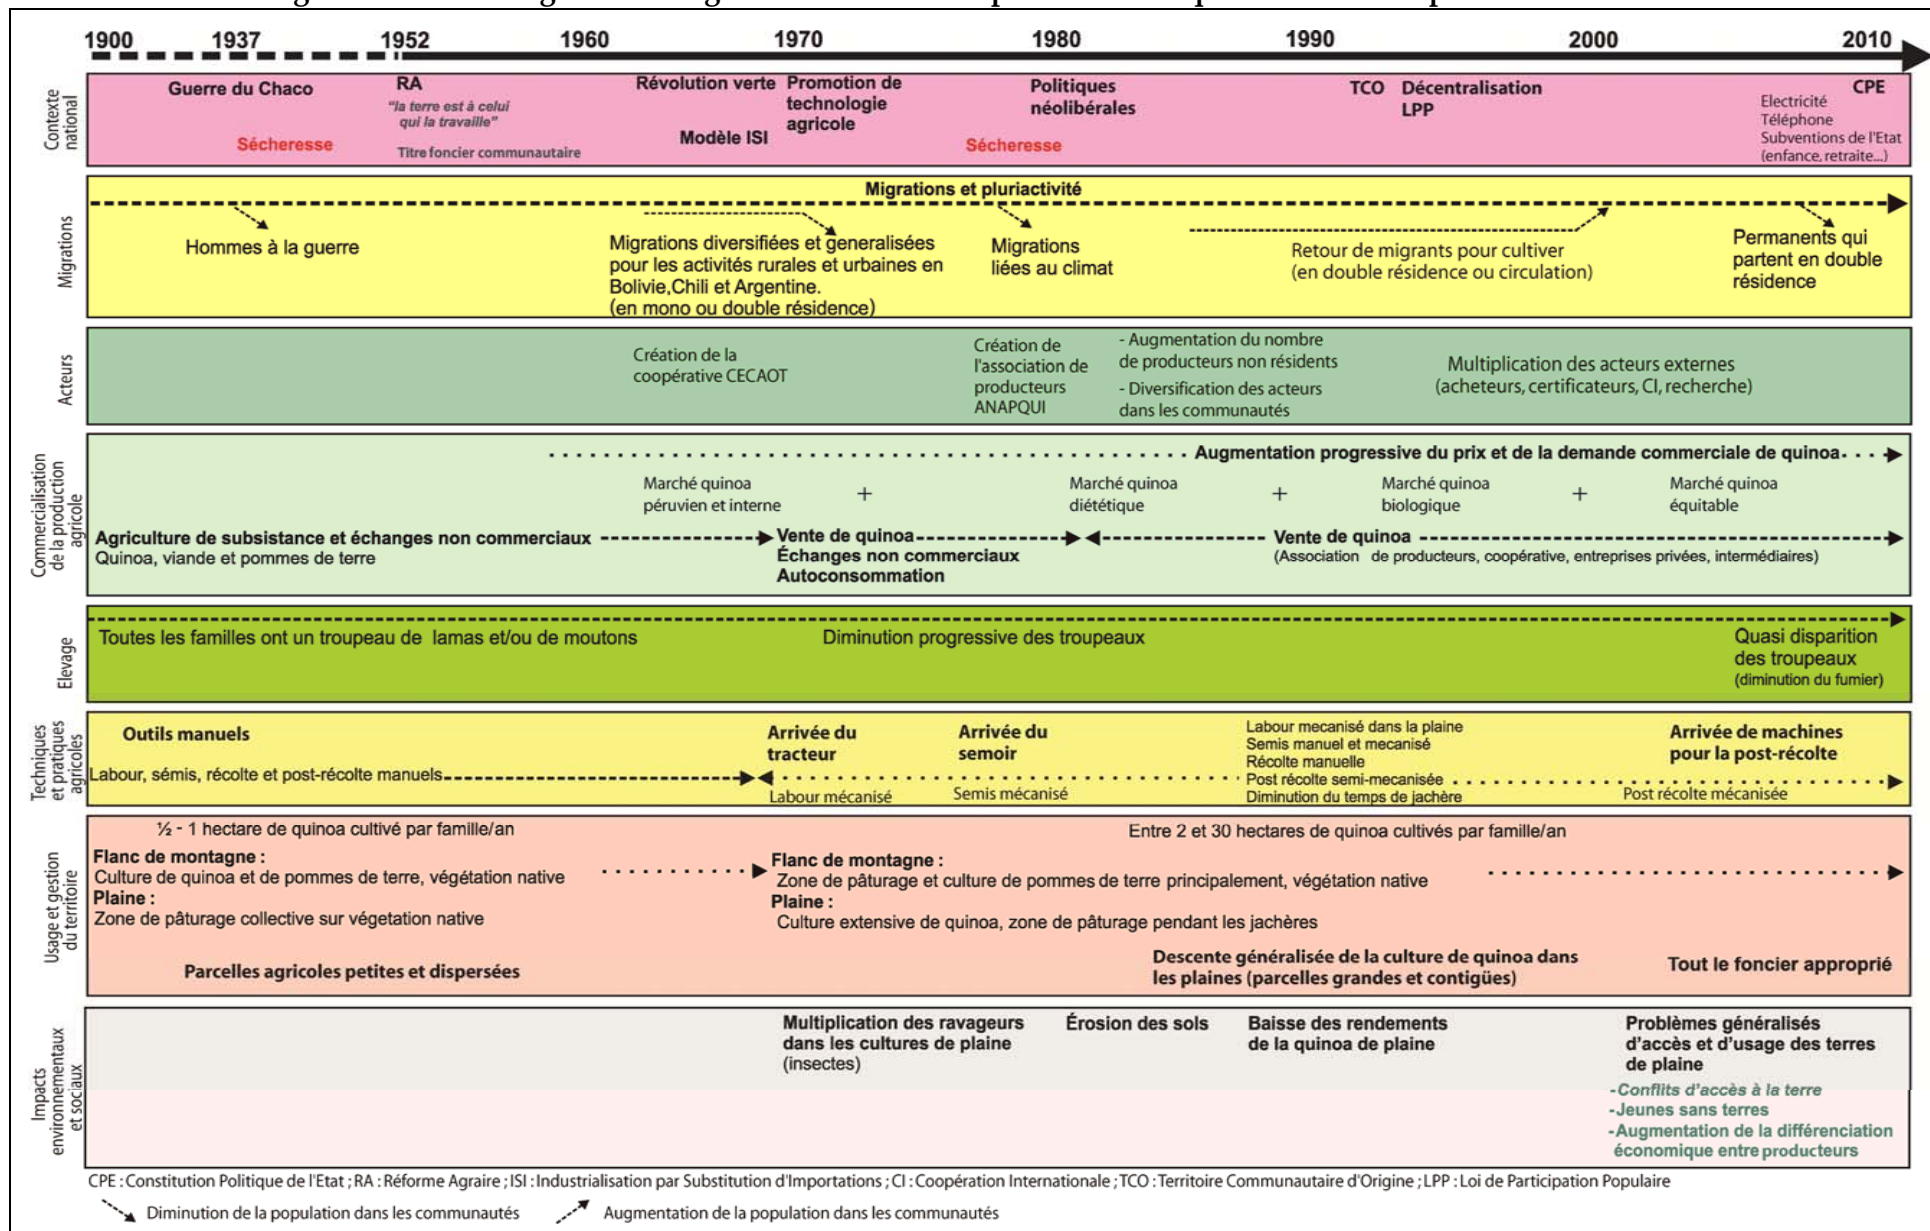 1900 1937 1952 1960 1970 1980 1990 2000 2010
Contexte
national
Guerre du Chaco
Sécheresse
RA
"la terre est à celui
qui la travaille"
Titre foncier communautaire
Révolution verte
Modèle ISI
Promotion de
technologie
agricole
Politiques
néolibérales
Sécheresse
TCO
Décentralisation
LPP
CPE
Electricité
Téléphone
Subventions de l'Etat
(enfance, retraite...)
Migrations
Migrations et pluriactivité
Hommes à la guerre
Migrations diversifiées et generalisées
pour les activités rurales et urbaines en
Bolivie,Chili et Argentine.
(en mono ou double résidence)
Migrations
liées au climat
Retour de migrants pour cultiver
(en double résidence ou circulation)
Permanents qui
partent en double
résidence
Acteurs
Création de la
coopérative CECAOT
Création de
l'association de
producteurs
ANAPQUI
- Augmentation du nombre
de producteurs non résidents
- Diversification des acteurs
dans les communautés
Multiplication des acteurs externes
(acheteurs, certificateurs, CI, recherche)
Commercialisation
de la production
agricole
Augmentation progressive du prix et de la demande commerciale de quinoa
Marché quinoa
péruvien et interne
+
Marché quinoa
diététique
+
Marché quinoa
biologique
+
Marché quinoa
équitable
Agriculture de subsistance et échanges non commerciaux
Quinoa, viande et pommes de terre
Vente de quinoa
Échanges non commerciaux
Autoconsommation
Vente de quinoa
(Association de producteurs, coopérative, entreprises privées, intermédiaires)
Elevage
Toutes les familles ont un troupeau de lamas et/ou de moutons
Diminution progressive des troupeaux
Quasi disparition
des troupeaux
(diminution du fumier)
Techniques
et pratiques
agricoles
Outils manuels
Labour, sémis, récolte et post-récolte manuels
Arrivée du
tracteur
Labour mécanisé
Arrivée du
semoir
Semis mécanisé
Labour mecanisé dans la plaine
Semis manuel et mecanisé
Récolte manuelle
Post récolte semi-mecanisée
Diminution du temps de jachère
Arrivée de machines
pour la post-récolte
Post récolte mécanisée
Usage et gestion
du territoire
½ - 1 hectare de quinoa cultivé par famille/an
Flanc de montagne :
Culture de quinoa et de pommes de terre, végétation native
Plaine :
Zone de pâturage collective sur végetation native
Parcelles agricoles petites et dispersées
Entre 2 et 30 hectares de quinoa cultivés par famille/an
Flanc de montagne :
Zone de pâturage et culture de pommes de terre principalement, végétation native
Plaine :
Culture extensive de quinoa, zone de pâturage pendant les jachères
Descente généralisée de la culture de quinoa dans
les plaines (parcelles grandes et contigües)
Tout le foncier approprié
Impacts
environnementaux
et sociaux
Multiplication des ravageurs
dans les cultures de plaine
(insectes)
Érosion des sols
Baisse des rendements
de la quinoa de plaine
Problèmes généralisés
d'accès et d'usage des terres
de plaine
-Conflits d'accès à la terre
-Jeunes sans terres
-Augmentation de la différenciation
économique entre producteurs
CPE : Constitution Politique de l'Etat ; RA : Réforme Agraire ; ISI : Industrialisation par Substitution d'Importations ; CI : Coopération Internationale ; TCO : Territoire Communautaire d'Origine ; LPP : Loi de Participation Populaire
Diminution de la population dans les communautés
Augmentation de la population dans les communautés